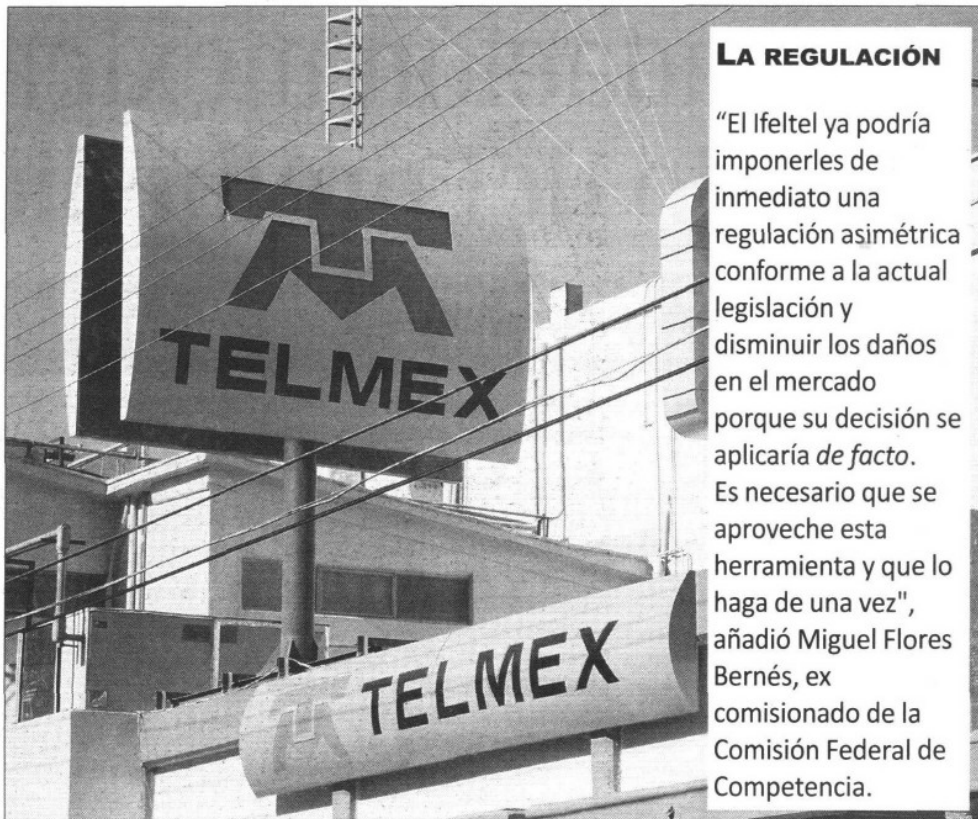 TELMEX
TELMEX
LA REGULACIÓN
“El Ifeltel ya podría
imponerles de
inmediato una
regulación asimétrica
conforme a la actual
legislación y
disminuir los daños
en el mercado
porque su decisión se
aplicaría de facto.
Es necesario que se
aproveche esta
herramienta y que lo
haga de una vez",
añadió Miguel Flores
Bernés, ex
comisionado de la
Comisión Federal de
Competencia.